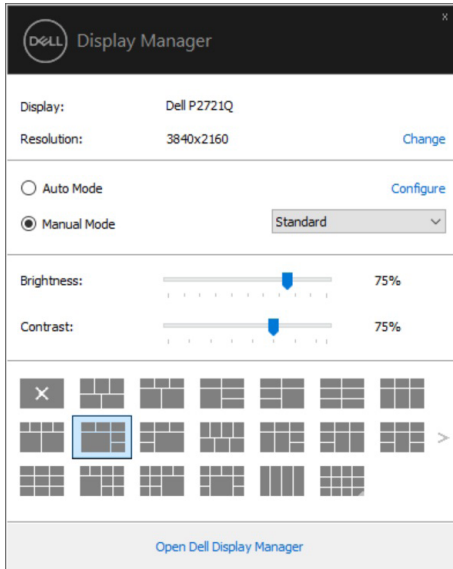 x
DELL Display Manager
Display: Dell P2721Q
Resolution: 3840x2160 Change
Auto Mode Configure
Manual Mode Standard
Brightness: 75%
Contrast: 75%
Open Dell Display Manager